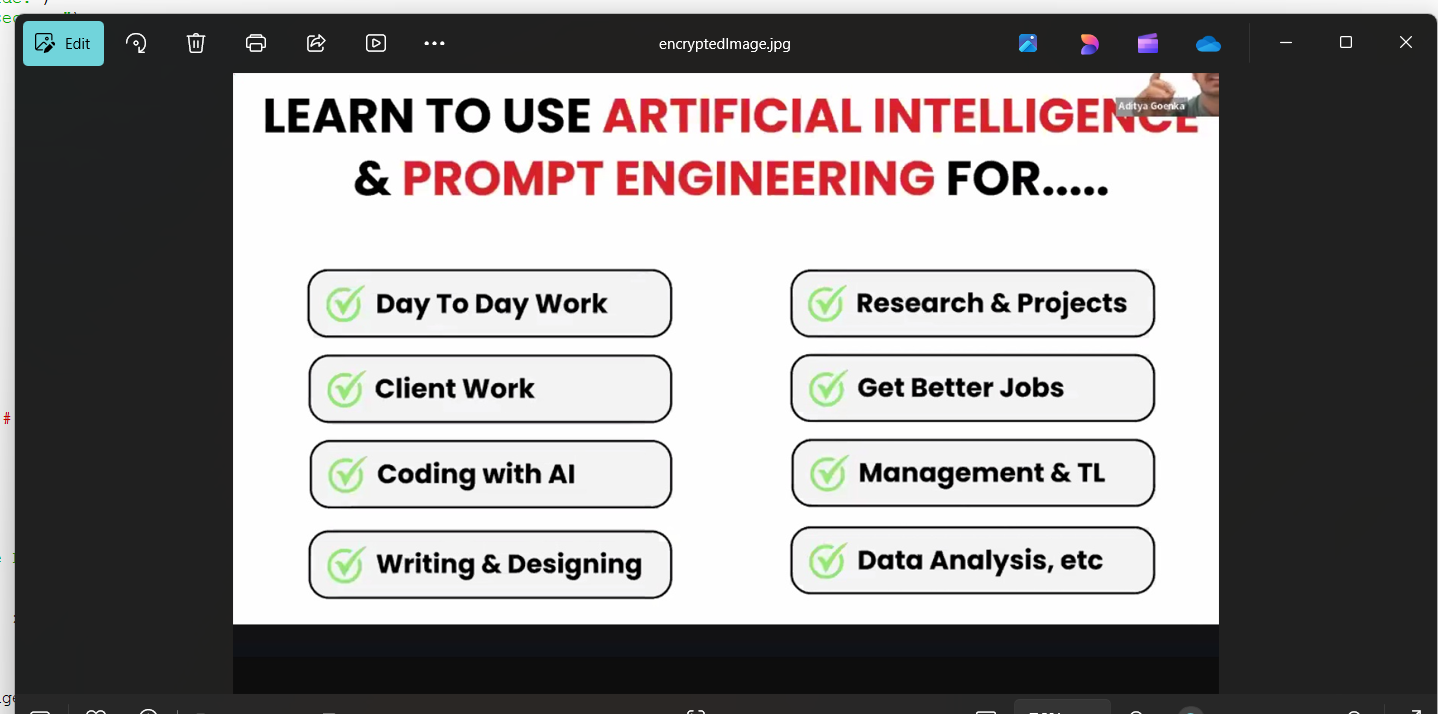 Edit
encryptedImage.jpg
LEARN TO USE ARTIFICIAL INTELLIGENCE
Aditya Goenka
& PROMPT ENGINEERING FOR.....
Day To Day Work
Research & Projects
Client Work
Get Better Jobs
Coding with AI
Management & TL
Writing & Designing
Data Analysis, etc
#